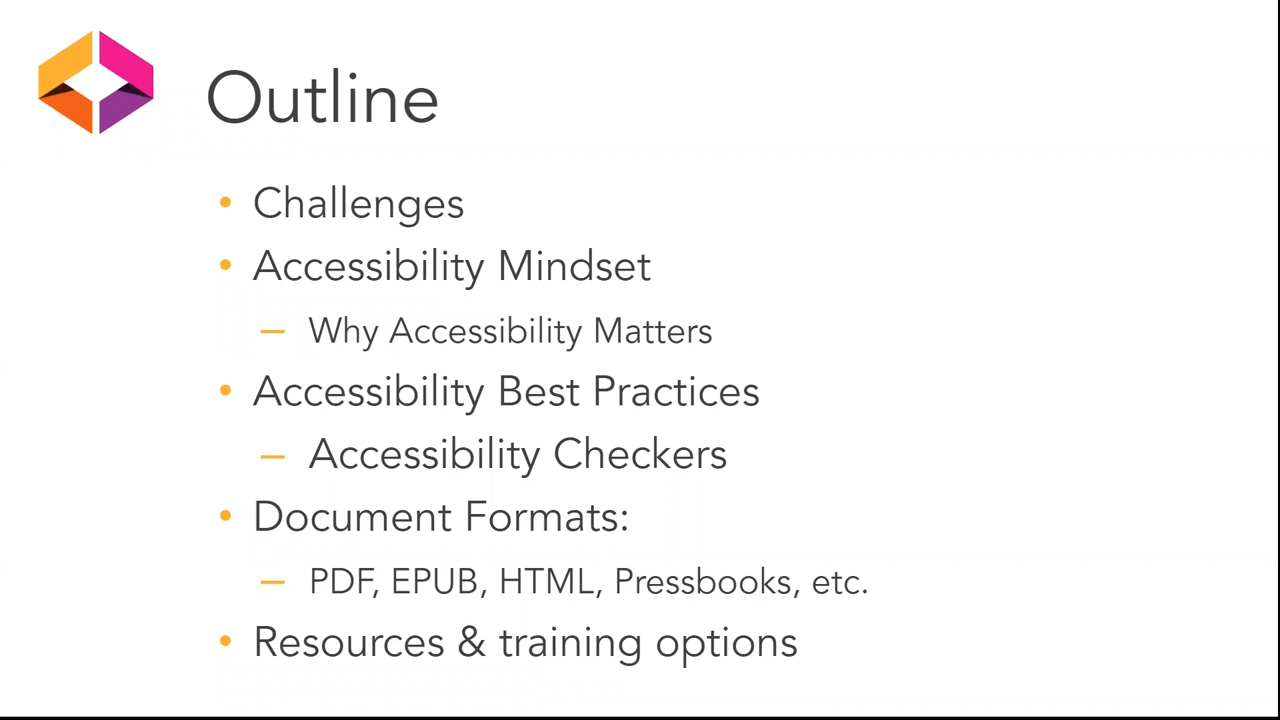 Outline
• Challenges
• Accessibility Mindset
– Why Accessibility Matters
• Accessibility Best Practices
– Accessibility Checkers
• Document Formats:
– PDF, EPUB, HTML, Pressbooks, etc.
• Resources & training options